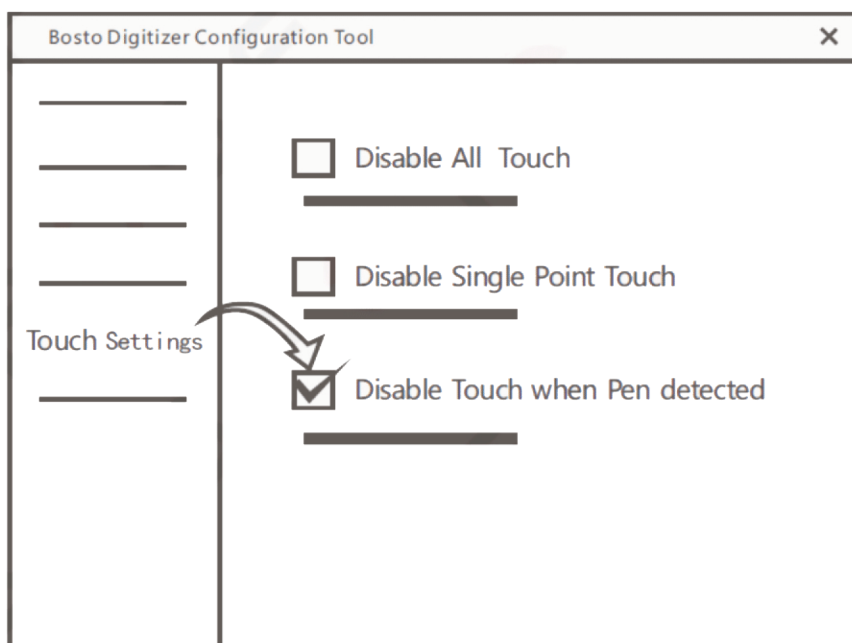 Bosto Digitizer Configuration Tool
Disable All Touch
Disable Single Point Touch
Touch Settings
Disable Touch when Pen detected